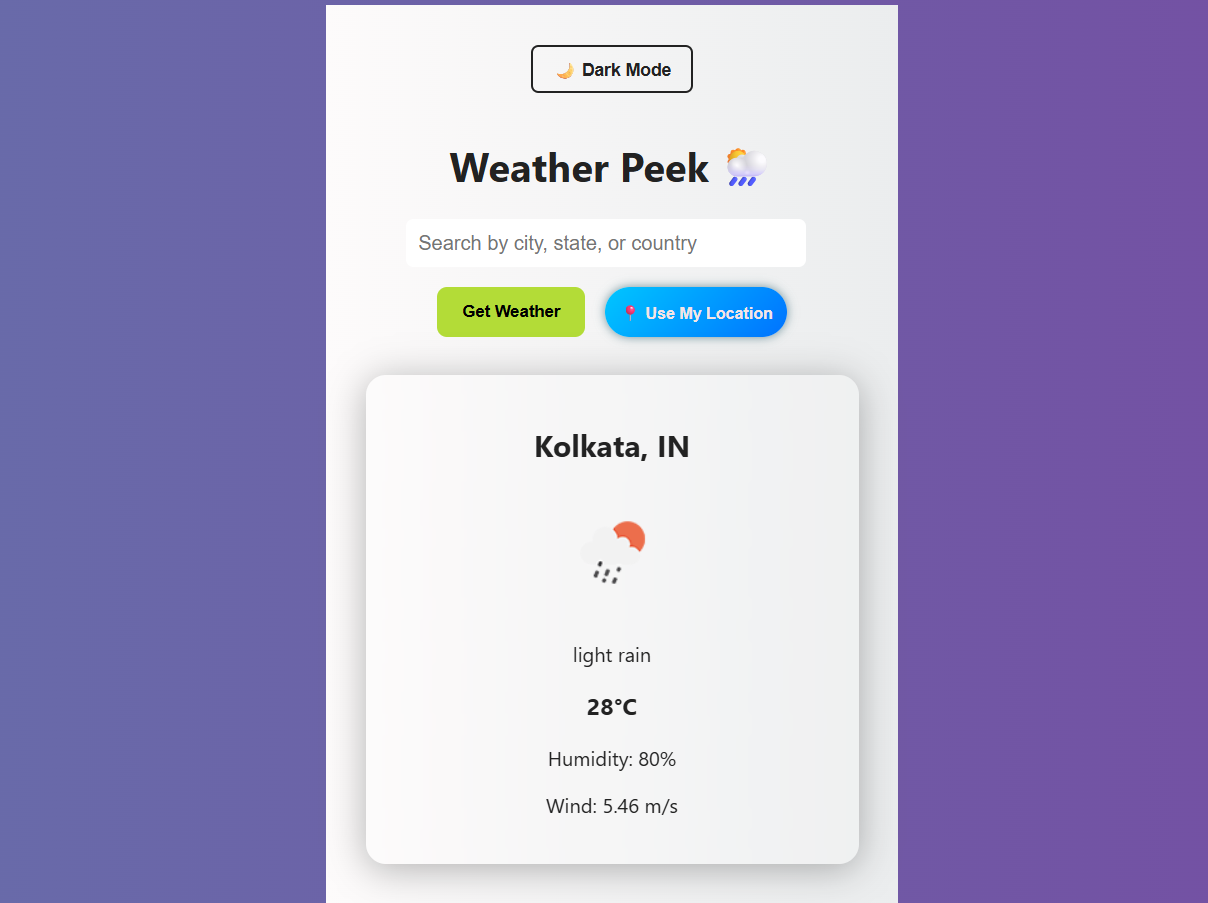 🌙 Dark Mode
Weather Peek 🌦️
Search by city, state, or country
Get Weather
📍 Use My Location
Kolkata, IN
light rain
28°C
Humidity: 80%
Wind: 5.46 m/s